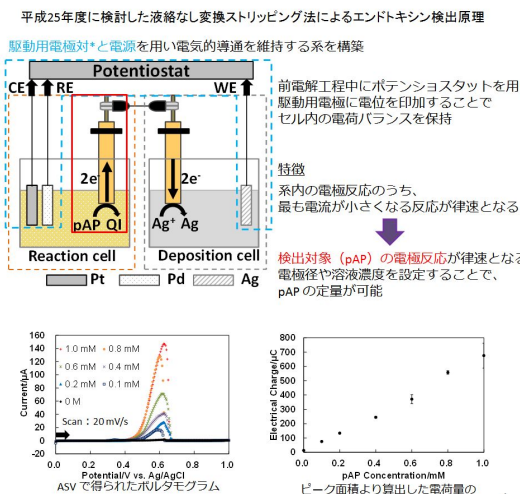 平成25年度に検討した液絡なし変換ストリッピング法によるエンドトキシン検出原理
駆動用電極対*と電源を用い電気的導通を維持する系を構築
Potentiostat
CE RE WE
2e⁻ 2e⁻
pAP QI Ag⁺ Ag
Reaction cell Deposition cell
Pt Pd Ag
前電解工程中にポテンショスタットを用
駆動用電極に電位を印加することで
セル内の電荷バランスを保持
特徴
系内の電極反応のうち、
最も電流が小さくなる反応が律速となる
検出対象（pAP）の電極反応が律速とな
電極径や溶液濃度を設定することで、
pAPの定量が可能
160
140
120
100
80
60
40
20
0
-20
Current/μA
1.0 mM 0.8 mM
0.6 mM 0.4 mM
0.2 mM 0.1 mM
0 M
Scan：20 mV/s
0.0 0.2 0.4 0.6 0.8 1.0
Potential/V vs. Ag/AgCl
ASVで得られたボルタモグラム
800
700
600
500
400
300
200
100
0
Electrical Charge/μC
0.0 0.2 0.4 0.6 0.8 1.0
pAP Concentration/mM
ピーク面積より算出した電荷量の